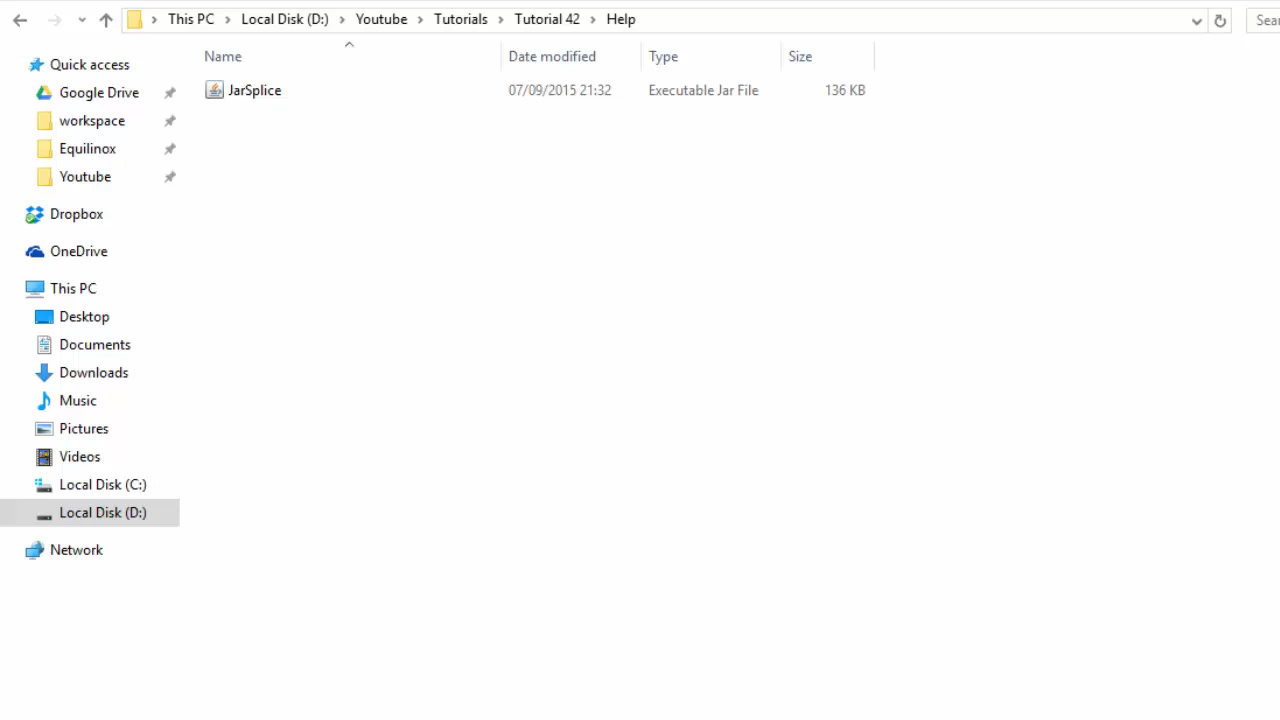 This PC Local Disk (D:) Youtube Tutorials Tutorial 42 Help
Sear
Name Date modified Type Size
JarSplice 07/09/2015 21:32 Executable Jar File 136 KB
Quick access
Google Drive
workspace
Equilinox
Youtube
Dropbox
OneDrive
This PC
Desktop
Documents
Downloads
Music
Pictures
Videos
Local Disk (C:)
Local Disk (D:)
Network